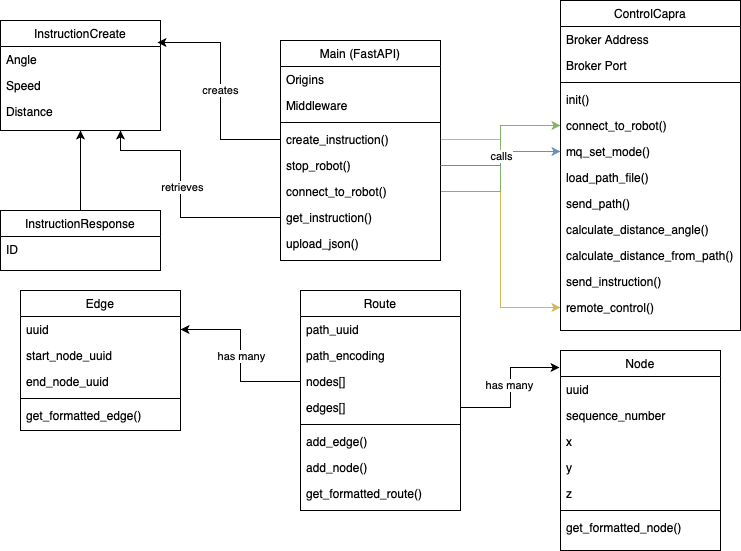 InstructionCreate
Angle
Speed
Distance
creates
retrieves
InstructionResponse
ID
Main (FastAPI)
Origins
Middleware
create_instruction()
stop_robot()
connect_to_robot()
get_instruction()
upload_json()
calls
ControlCapra
Broker Address
Broker Port
init()
connect_to_robot()
mq_set_mode()
load_path_file()
send_path()
calculate_distance_angle()
calculate_distance_from_path()
send_instruction()
remote_control()
Edge
uuid
start_node_uuid
end_node_uuid
get_formatted_edge()
has many
Route
path_uuid
path_encoding
nodes[]
edges[]
add_edge()
add_node()
get_formatted_route()
has many
Node
uuid
sequence_number
x
y
z
get_formatted_node()